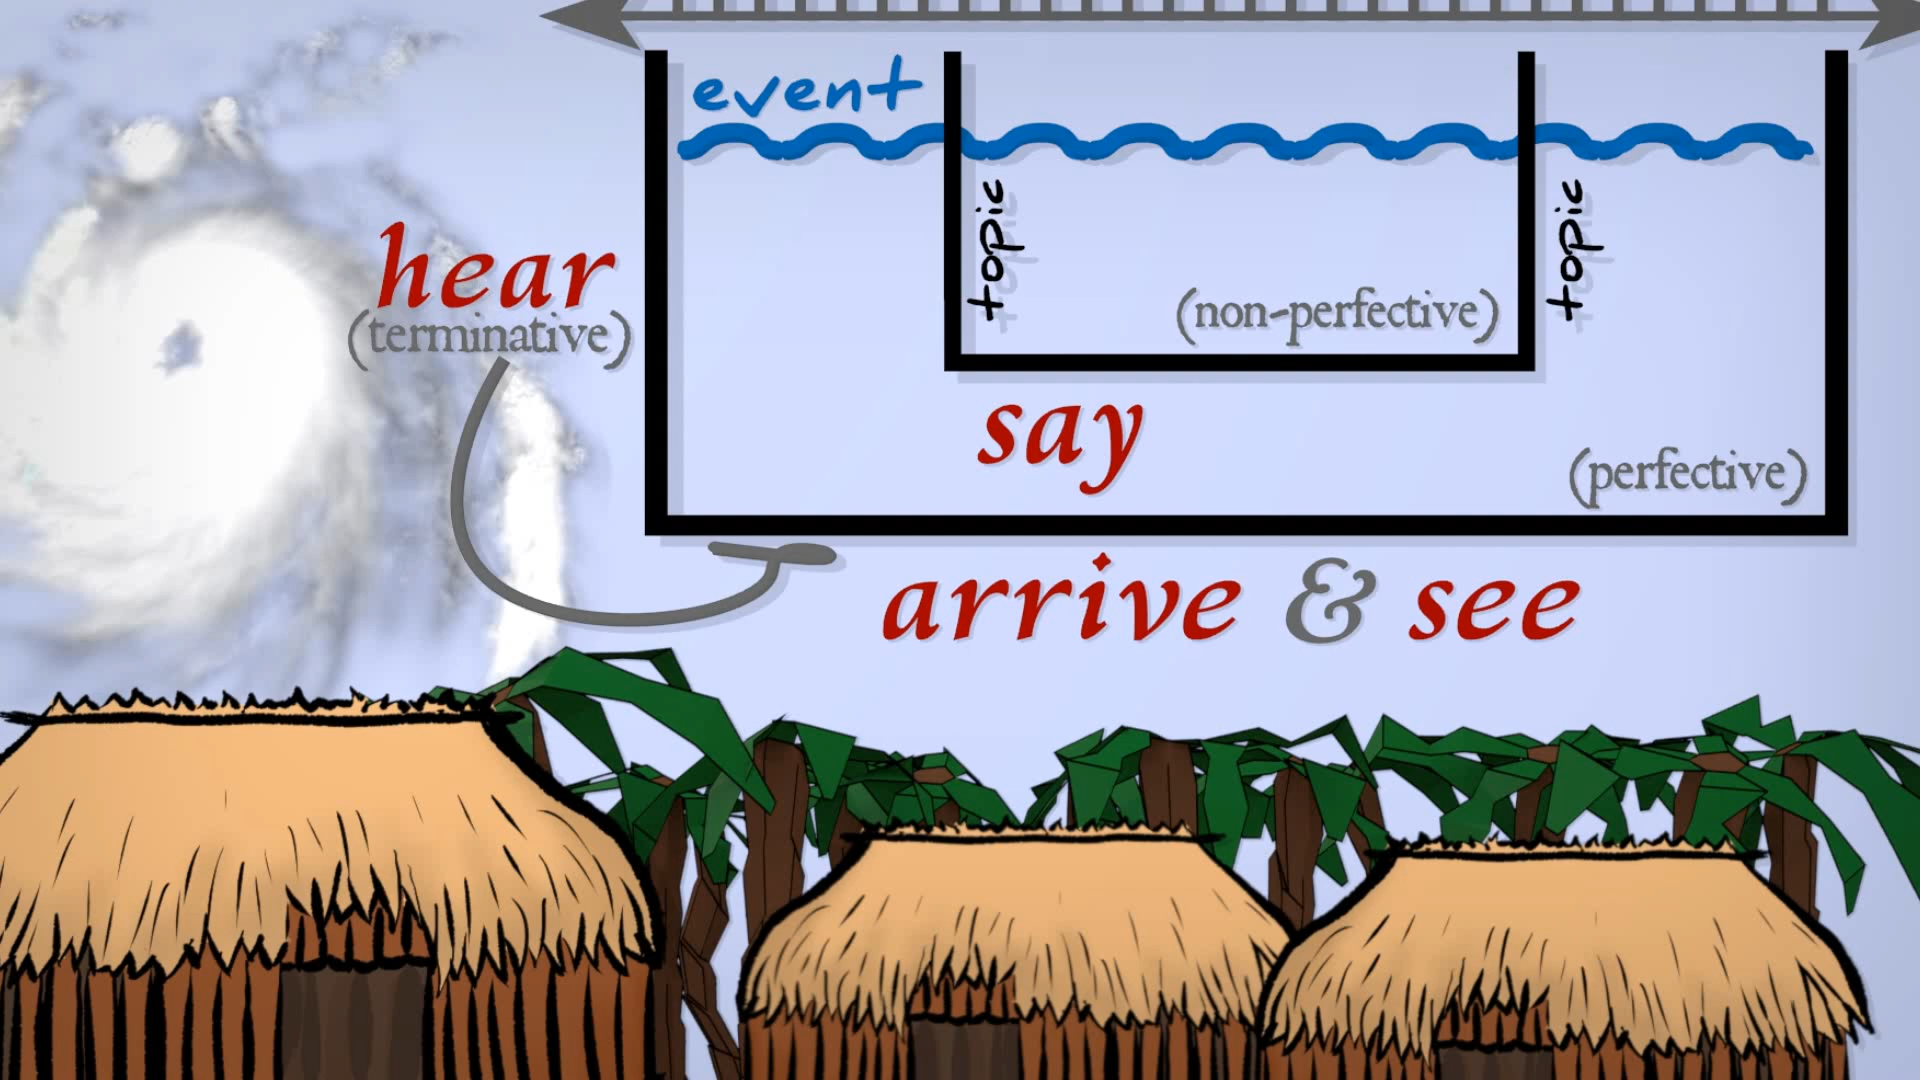 event
topic
topic
hear
(terminative)
(non-perfective)
say
(perfective)
arrive & see